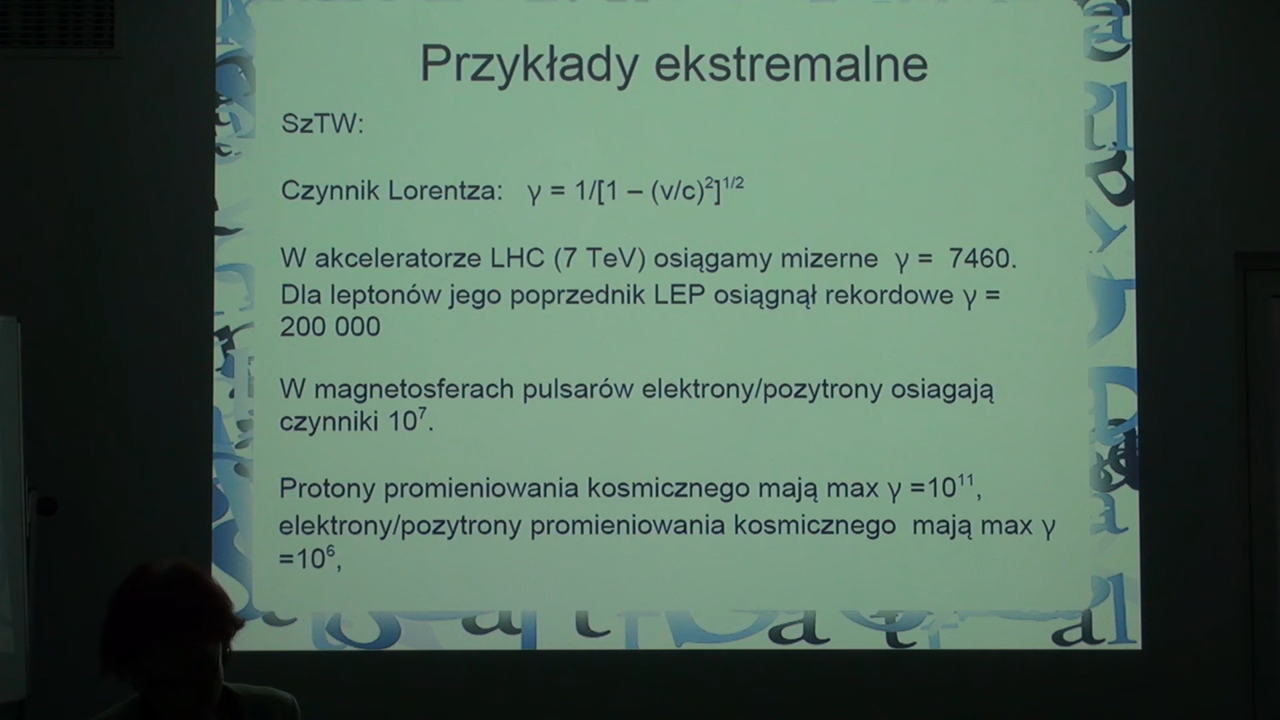 Przykłady ekstremalne
SzTW:
Czynnik Lorentza: γ = 1/[1 – (v/c)²]¹/²
W akceleratorze LHC (7 TeV) osiągamy mizerne γ = 7460.
Dla leptonów jego poprzednik LEP osiągnął rekordowe γ =
200 000
W magnetosferach pulsarów elektrony/pozytrony osiagają
czynniki 10⁷.
Protony promieniowania kosmicznego mają max γ =10¹¹,
elektrony/pozytrony promieniowania kosmicznego mają max γ
=10⁶,